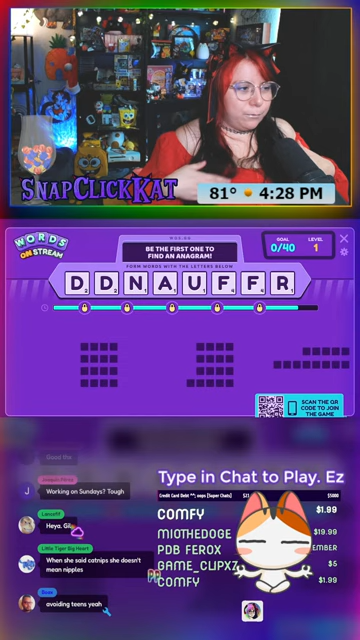 SNAPCLICKKAT
81° 4:28 PM
WORDS
ON STREAM
BE THE FIRST ONE TO
FIND AN ANAGRAM!
GOAL
0/40
LEVEL
1
FORM WORDS WITH THE LETTERS BELOW
D D N A U F F R
SCAN THE QR
CODE TO JOIN
THE GAME
Type in Chat to Play. Ez
Working on Sundays? Tough
Heya. Gil
Little Tiger Big Heart
When she said catnips she doesn't
mean nipples
avoiding teens yeah
COMFY $1.99
MIOTHEDOGE $19.99
PDB FEROX EMBER
GAME_CLIPXZ $5
COMFY $1.99